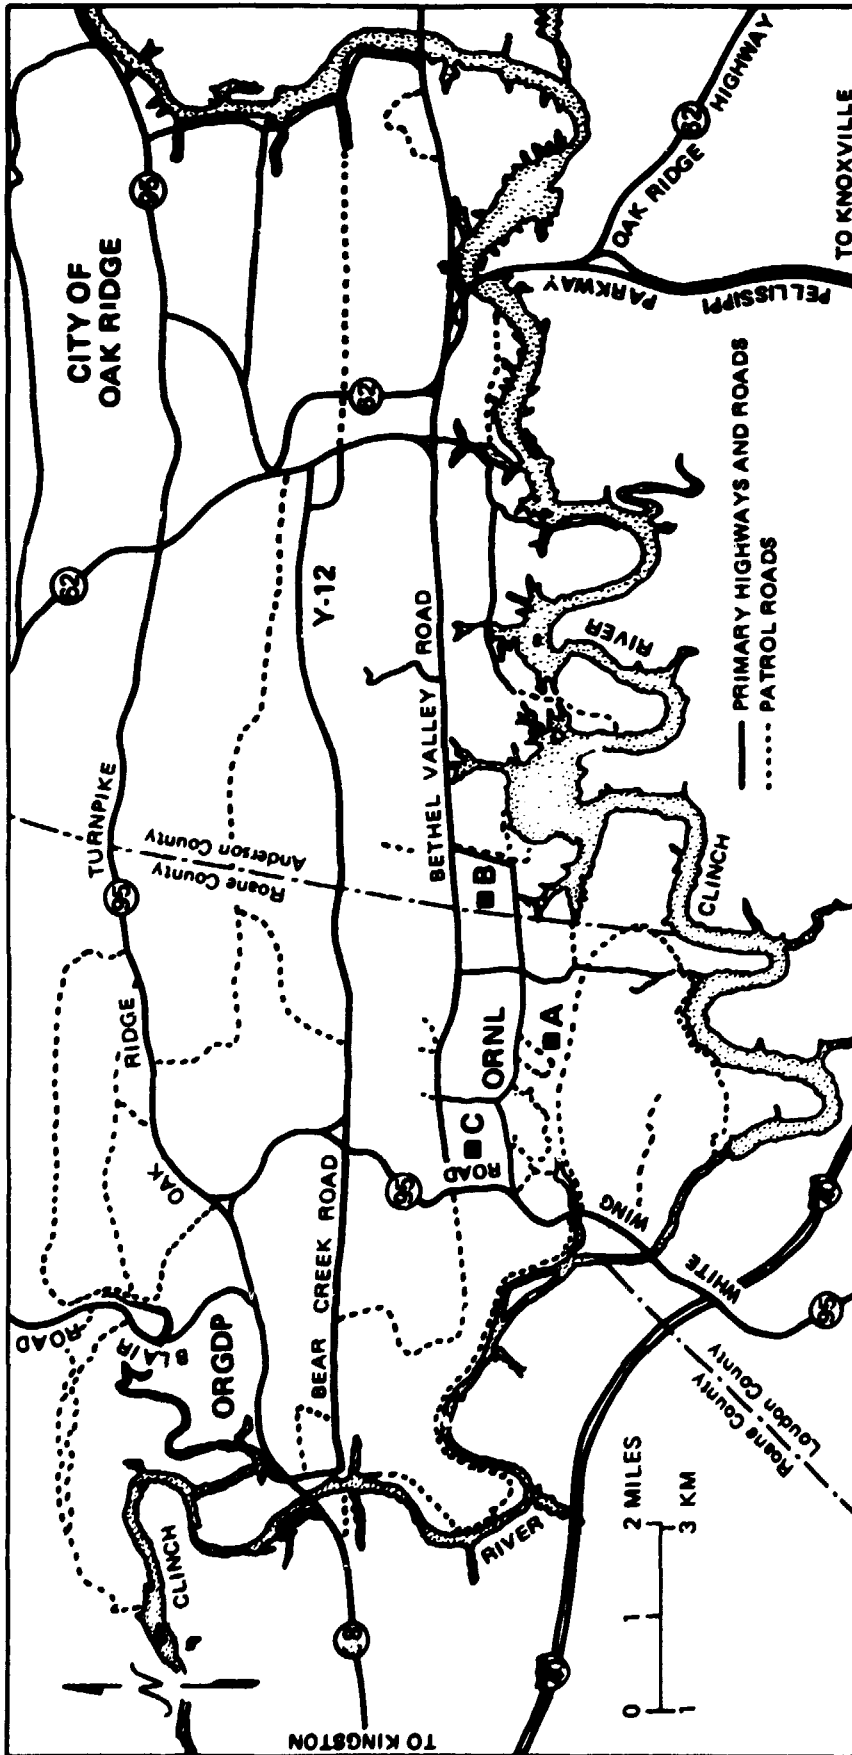 CITY OF
OAK RIDGE
62
95
TURNPIKE
95
RIDGE
OAK
BLAIR
ROAD
CLINCH
N
ORGDP
Roane County
Anderson County
62
Y-12
BEAR CREEK ROAD
TO KINGSTON
95
BETHEL VALLEY ROAD
C
ROAD
ORNL
B
A
RIVER
WING
WHITE
RIVER
CLINCH
PELLISSIPPI
PARKWAY
OAK RIDGE HIGHWAY
62
TO KNOXVILLE
95
Roane County
Loudon County
0 1 2 MILES
1 3 KM
PRIMARY HIGHWAYS AND ROADS
PATROL ROADS